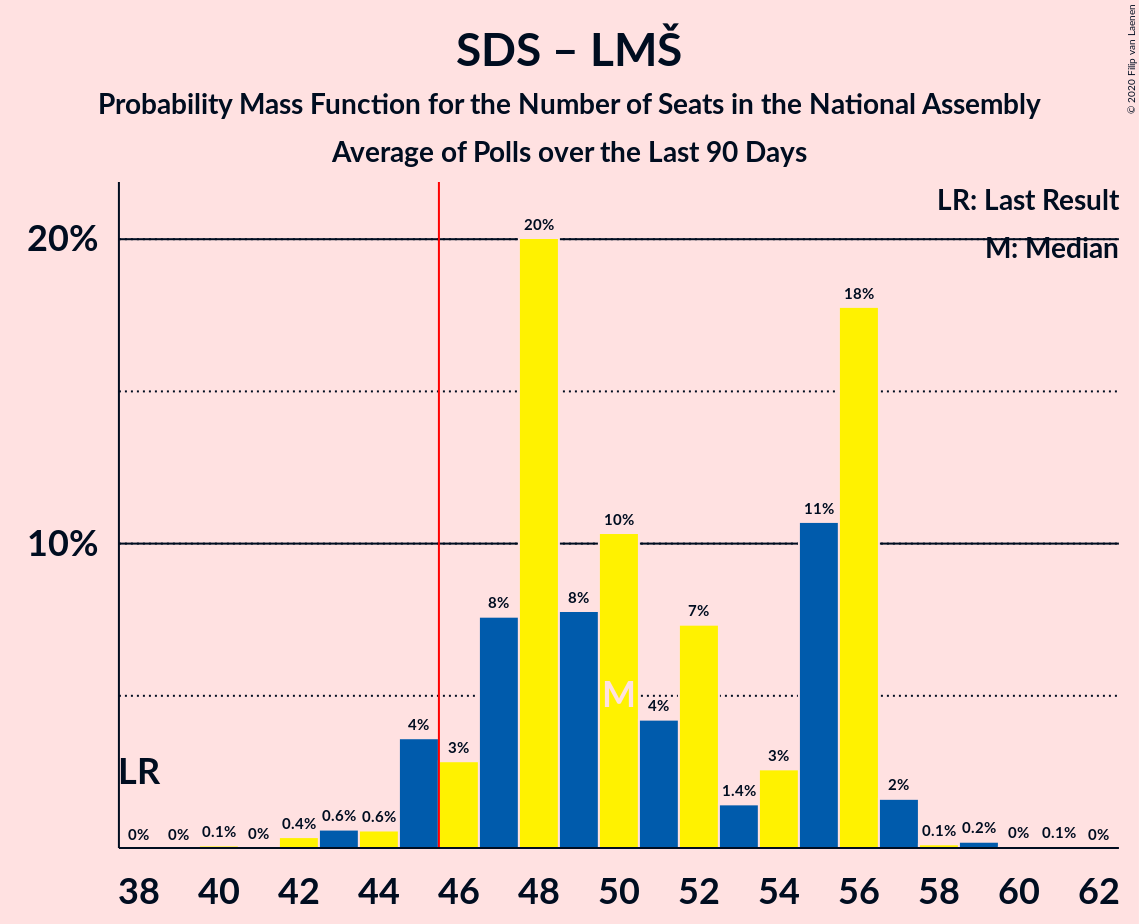 SDS – LMŠ
Probability Mass Function for the Number of Seats in the National Assembly
Average of Polls over the Last 90 Days
© 2020 Filip van Laenen
LR: Last Result
M: Median
20%
10%
LR
M
0% 0% 0.1% 0% 0.4% 0.6% 0.6% 4% 3% 8% 20% 8% 10% 4% 7% 1.4% 3% 11% 18% 2% 0.1% 0.2% 0% 0.1% 0%
38 40 42 44 46 48 50 52 54 56 58 60 62